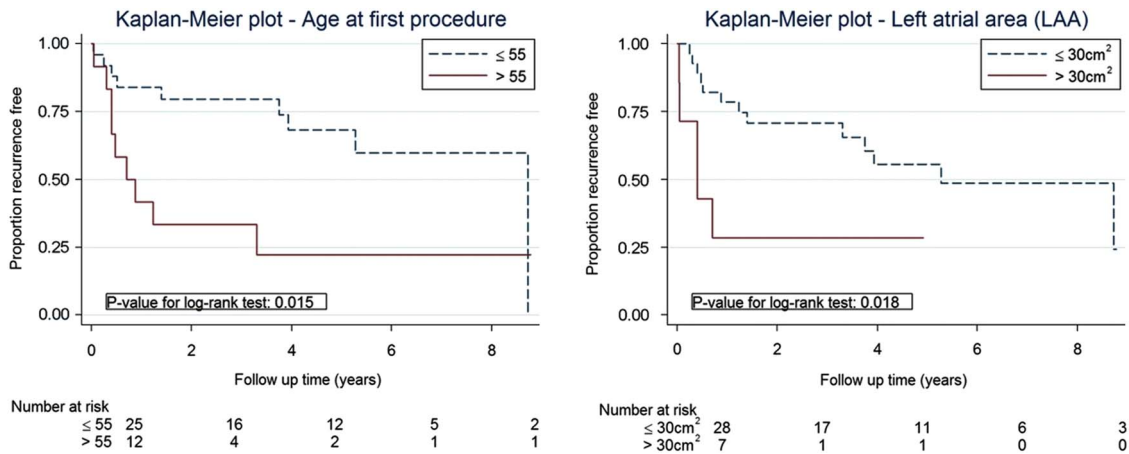 Kaplan-Meier plot - Age at first procedure
1.00
0.75
0.50
0.25
0.00
Proportion recurrence free
≤ 55
> 55
P-value for log-rank test: 0.015
0 2 4 6 8
Follow up time (years)
Number at risk
≤ 55 25 16 12 5 2
> 55 12 4 2 1 1
Kaplan-Meier plot - Left atrial area (LAA)
1.00
0.75
0.50
0.25
0.00
Proportion recurrence free
≤ 30cm²
> 30cm²
P-value for log-rank test: 0.018
0 2 4 6 8
Follow up time (years)
Number at risk
≤ 30cm² 28 17 11 6 3
> 30cm² 7 1 1 0 0